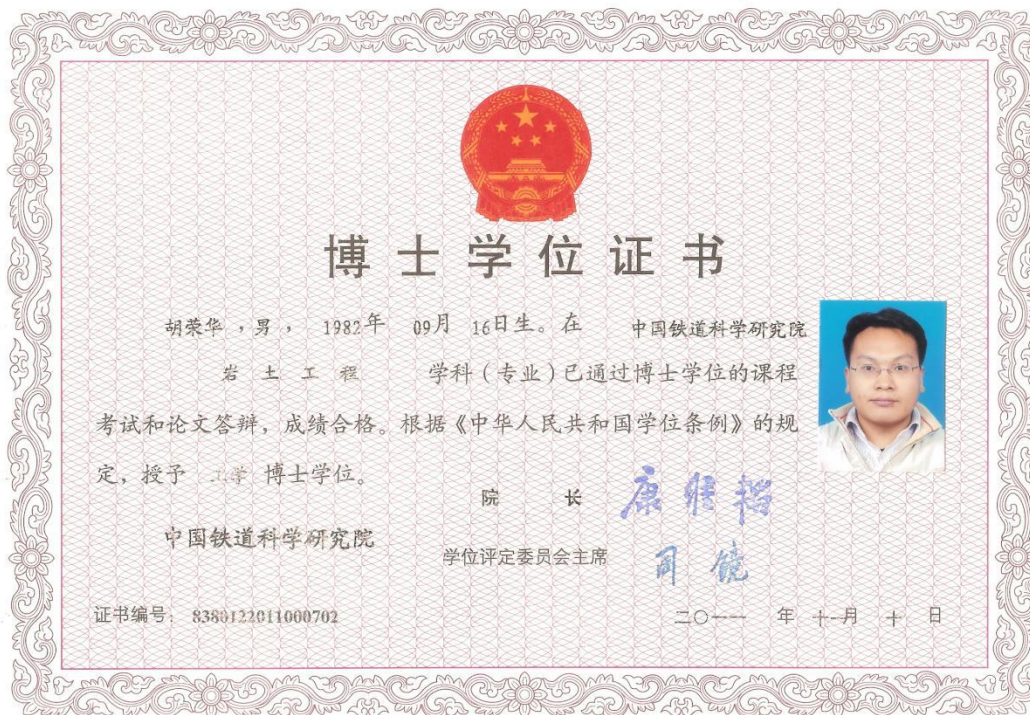 博士学位证书
胡荣华,男, 1982年 09月 16日生。在 中国铁道科学研究院
岩土工程 学科(专业)已通过博士学位的课程
考试和论文答辩,成绩合格。根据《中华人民共和国学位条例》的规
定,授予 工学 博士学位。
院 长 康熊
中国铁道科学研究院
学位评定委员会主席 周镜
证书编号: 8380122011000702
二〇一一 年 十一月 十 日